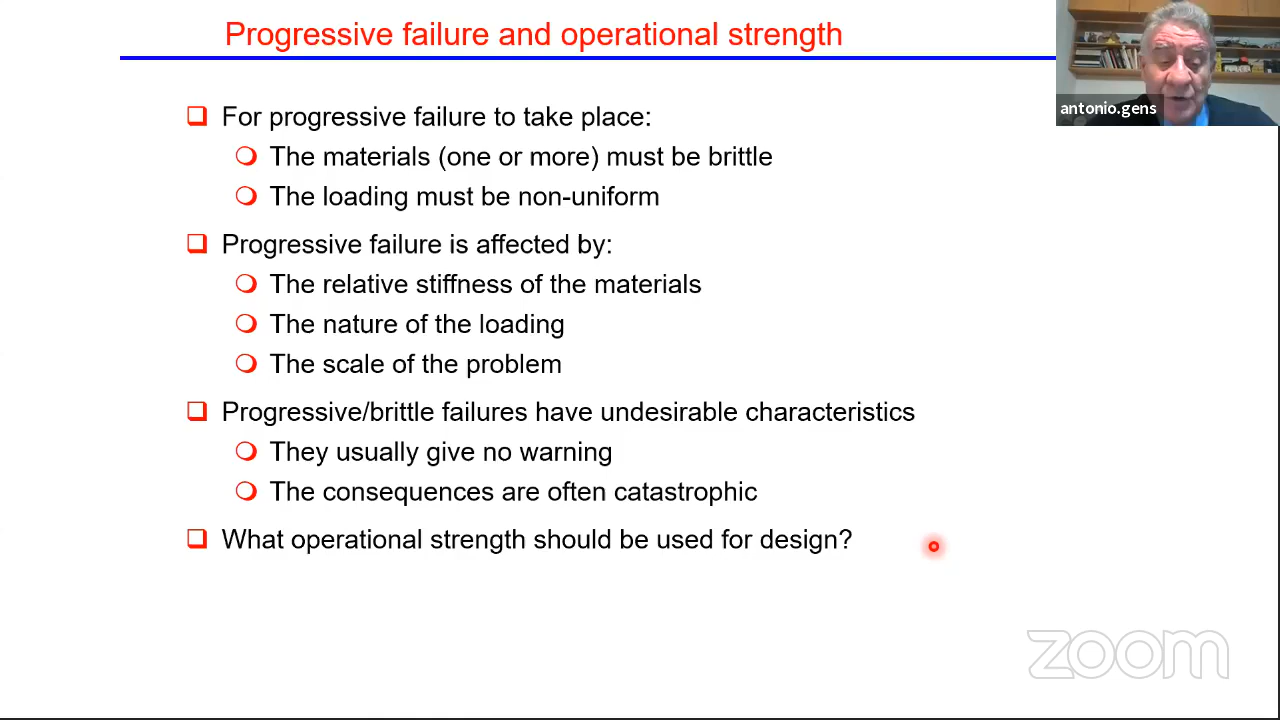 Progressive failure and operational strength
antonio.gens
For progressive failure to take place:
The materials (one or more) must be brittle
The loading must be non-uniform
Progressive failure is affected by:
The relative stiffness of the materials
The nature of the loading
The scale of the problem
Progressive/brittle failures have undesirable characteristics
They usually give no warning
The consequences are often catastrophic
What operational strength should be used for design?
zoom